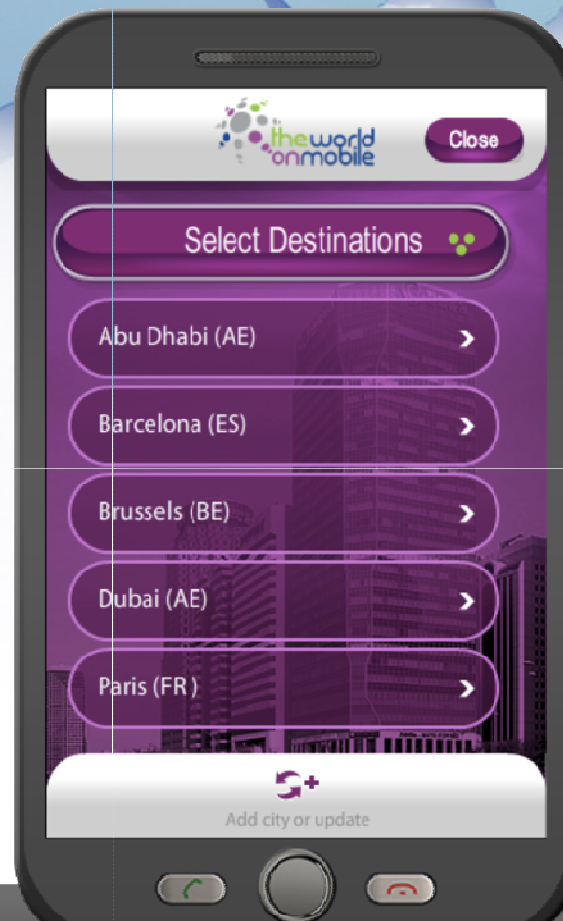 theworld
onmobile
Close
Select Destinations
Abu Dhabi (AE)
Barcelona (ES)
Brussels (BE)
Dubai (AE)
Paris (FR)
Add city or update